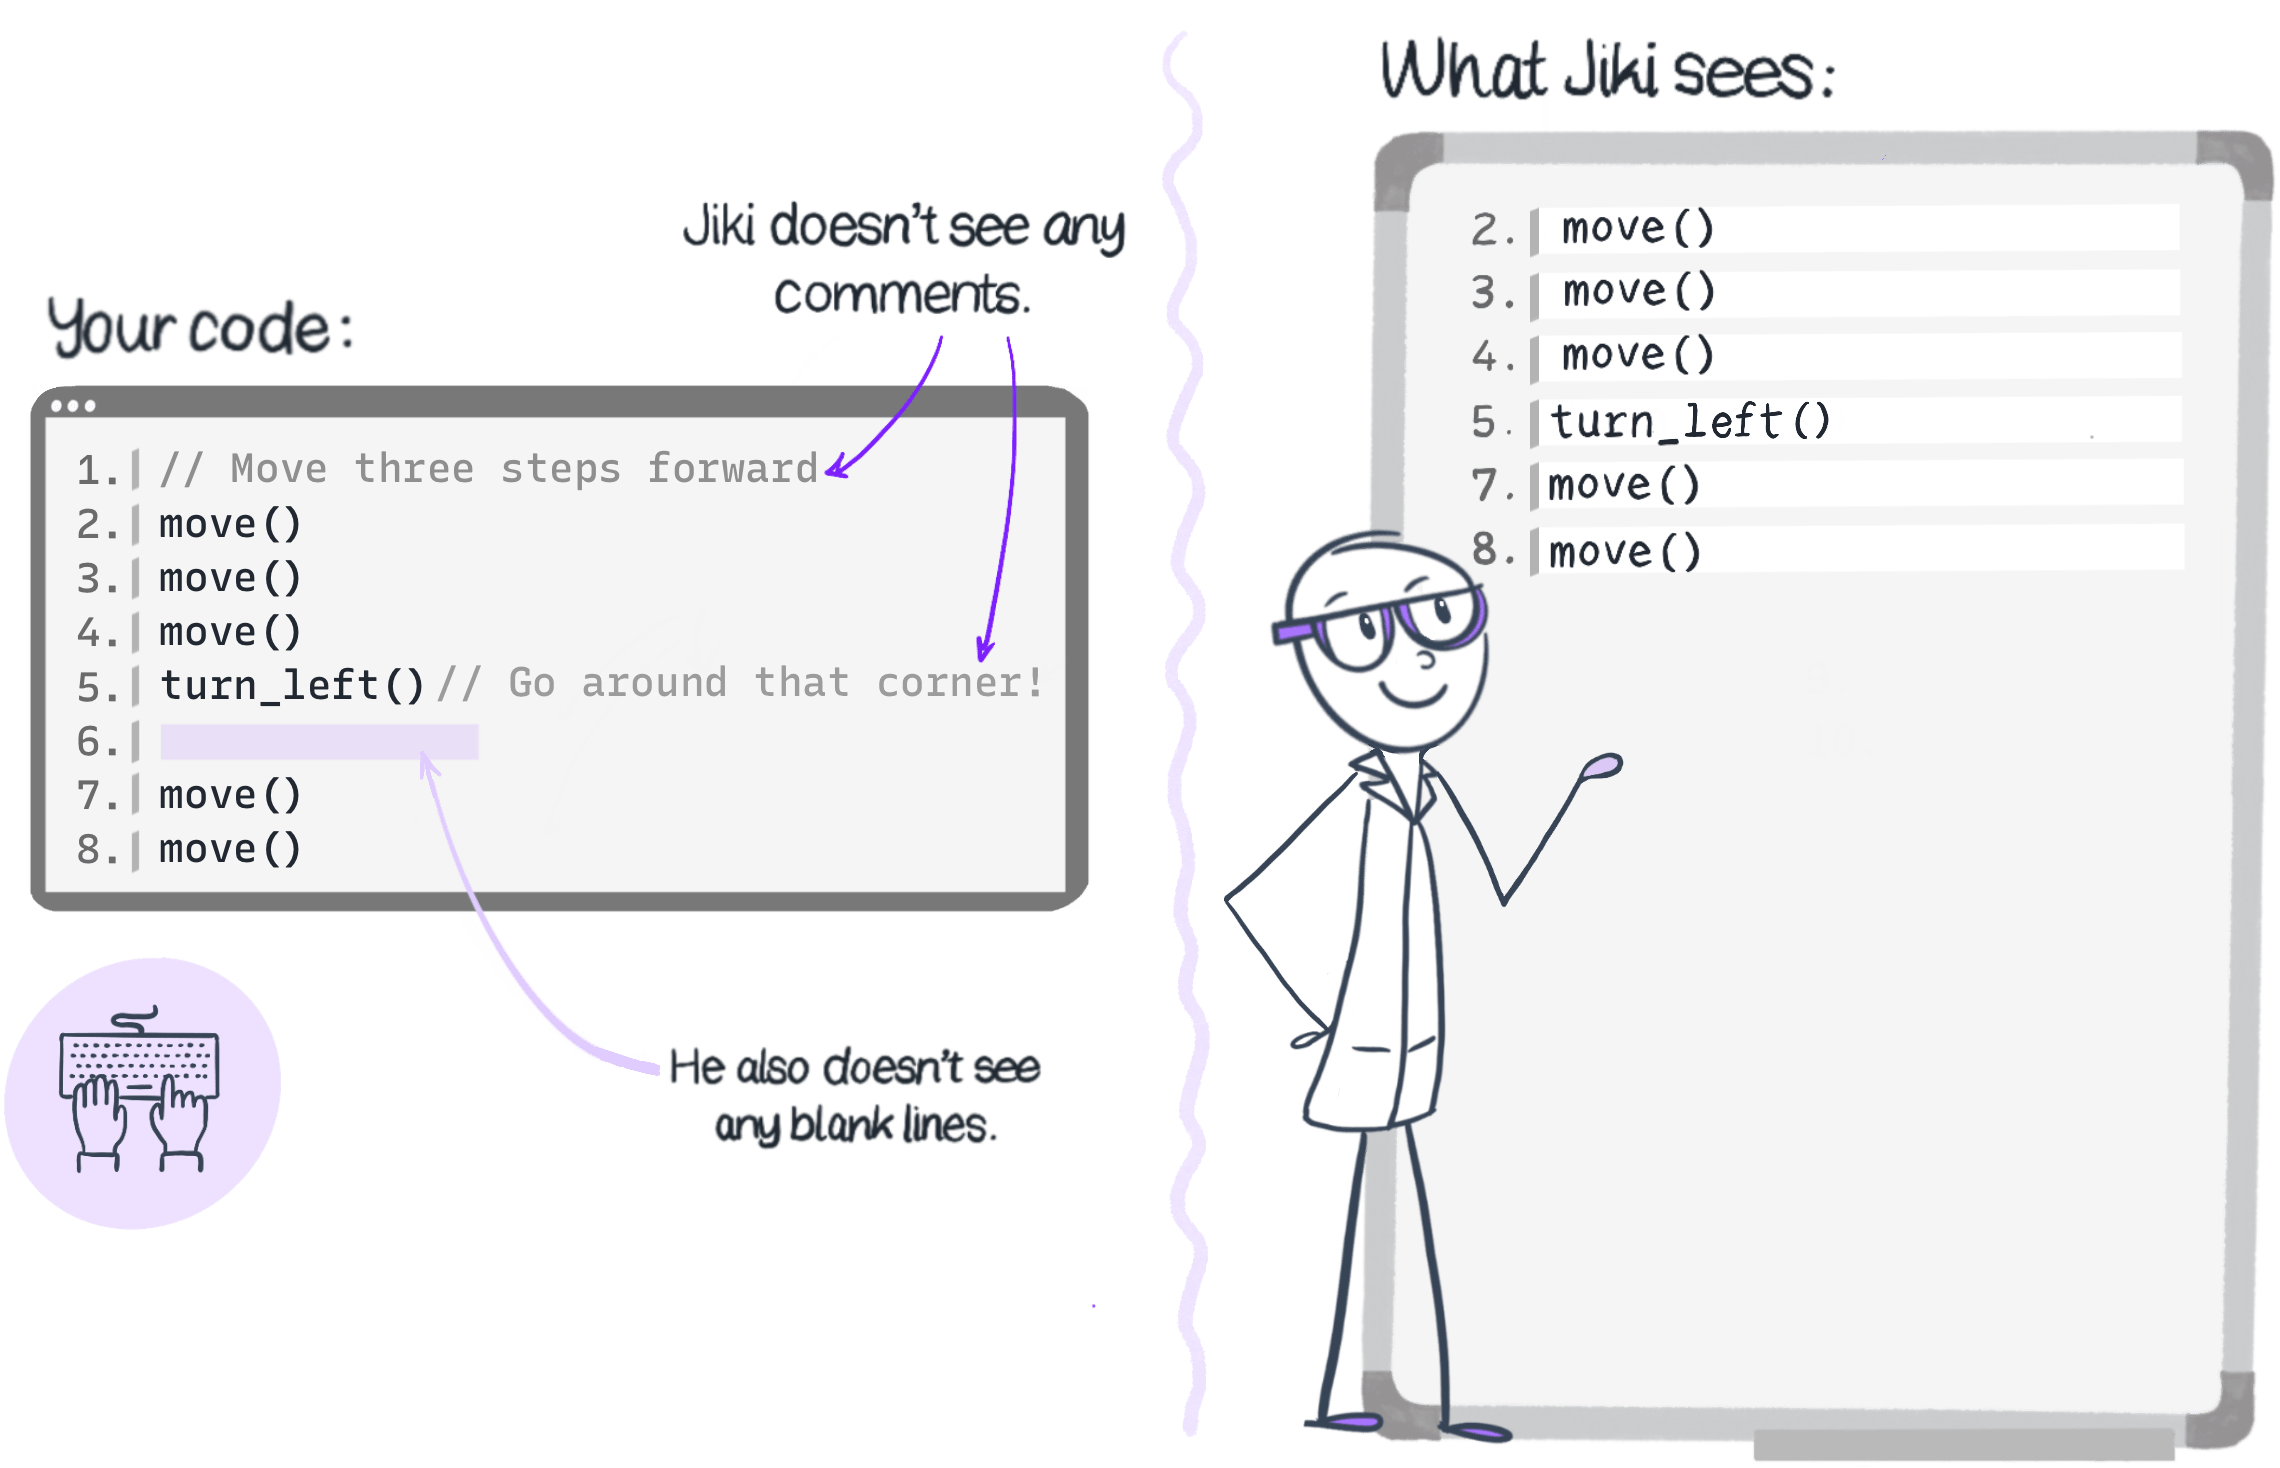 Your code:
Jiki doesn't see any
comments.
1. // Move three steps forward
2. move()
3. move()
4. move()
5. turn_left() // Go around that corner!
6.
7. move()
8. move()
He also doesn't see
any blank lines.
What Jiki sees:
2. move()
3. move()
4. move()
5. turn_left()
7. move()
8. move()